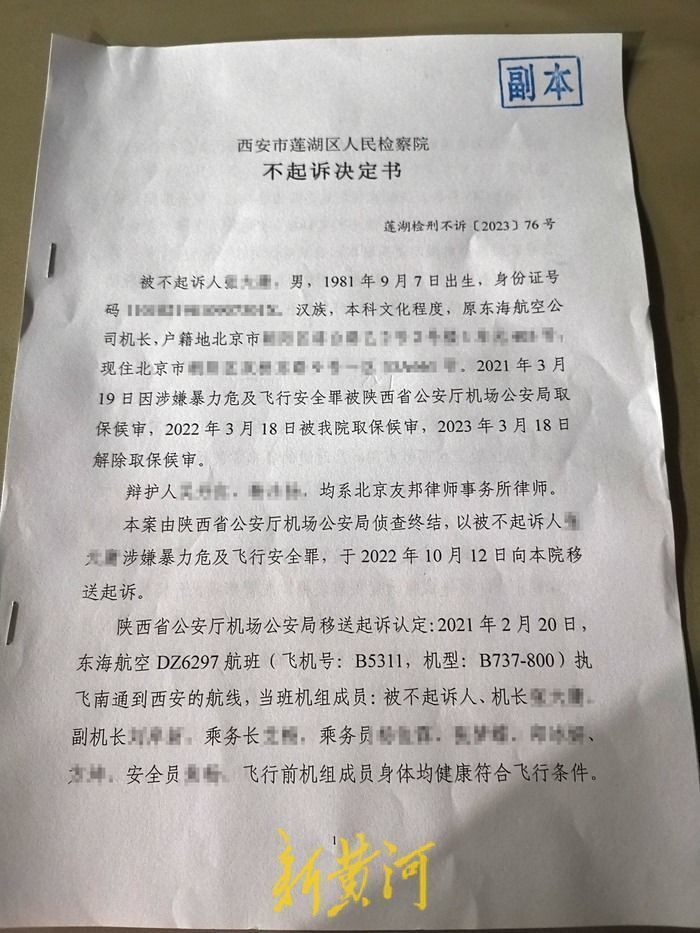 副本
西安市莲湖区人民检察院
不起诉决定书
莲湖检刑不诉〔2023〕76号
被不起诉人 ，男，1981年9月7日出生，身份证号
码 汉族，本科文化程度，原东海航空公
司机长，户籍地北京市
现住北京市 2021年3月
19日因涉嫌暴力危及飞行安全罪被陕西省公安厅机场公安局取
保候审，2022年3月18日被我院取保候审，2023年3月18日
解除取保候审。
辩护人 均系北京友邦律师事务所律师。
本案由陕西省公安厅机场公安局侦查终结，以被不起诉人
涉嫌暴力危及飞行安全罪，于2022年10月12日向本院移
送起诉。
陕西省公安厅机场公安局移送起诉认定：2021年2月20日，
东海航空DZ6297航班（飞机号：B5311，机型：B737-800）执
飞南通到西安的航线，当班机组成员：被不起诉人、机长
副机长 乘务长 乘务员
安全员 飞行前机组成员身体均健康符合飞行条件。
1
新黄河